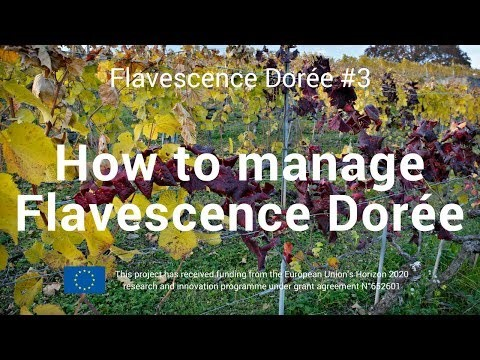 Flavescence Dorée #3
How to manage
Flavescence Dorée
This project has received funding from the European Union's Horizon 2020
research and innovation programme under grant agreement N°652601